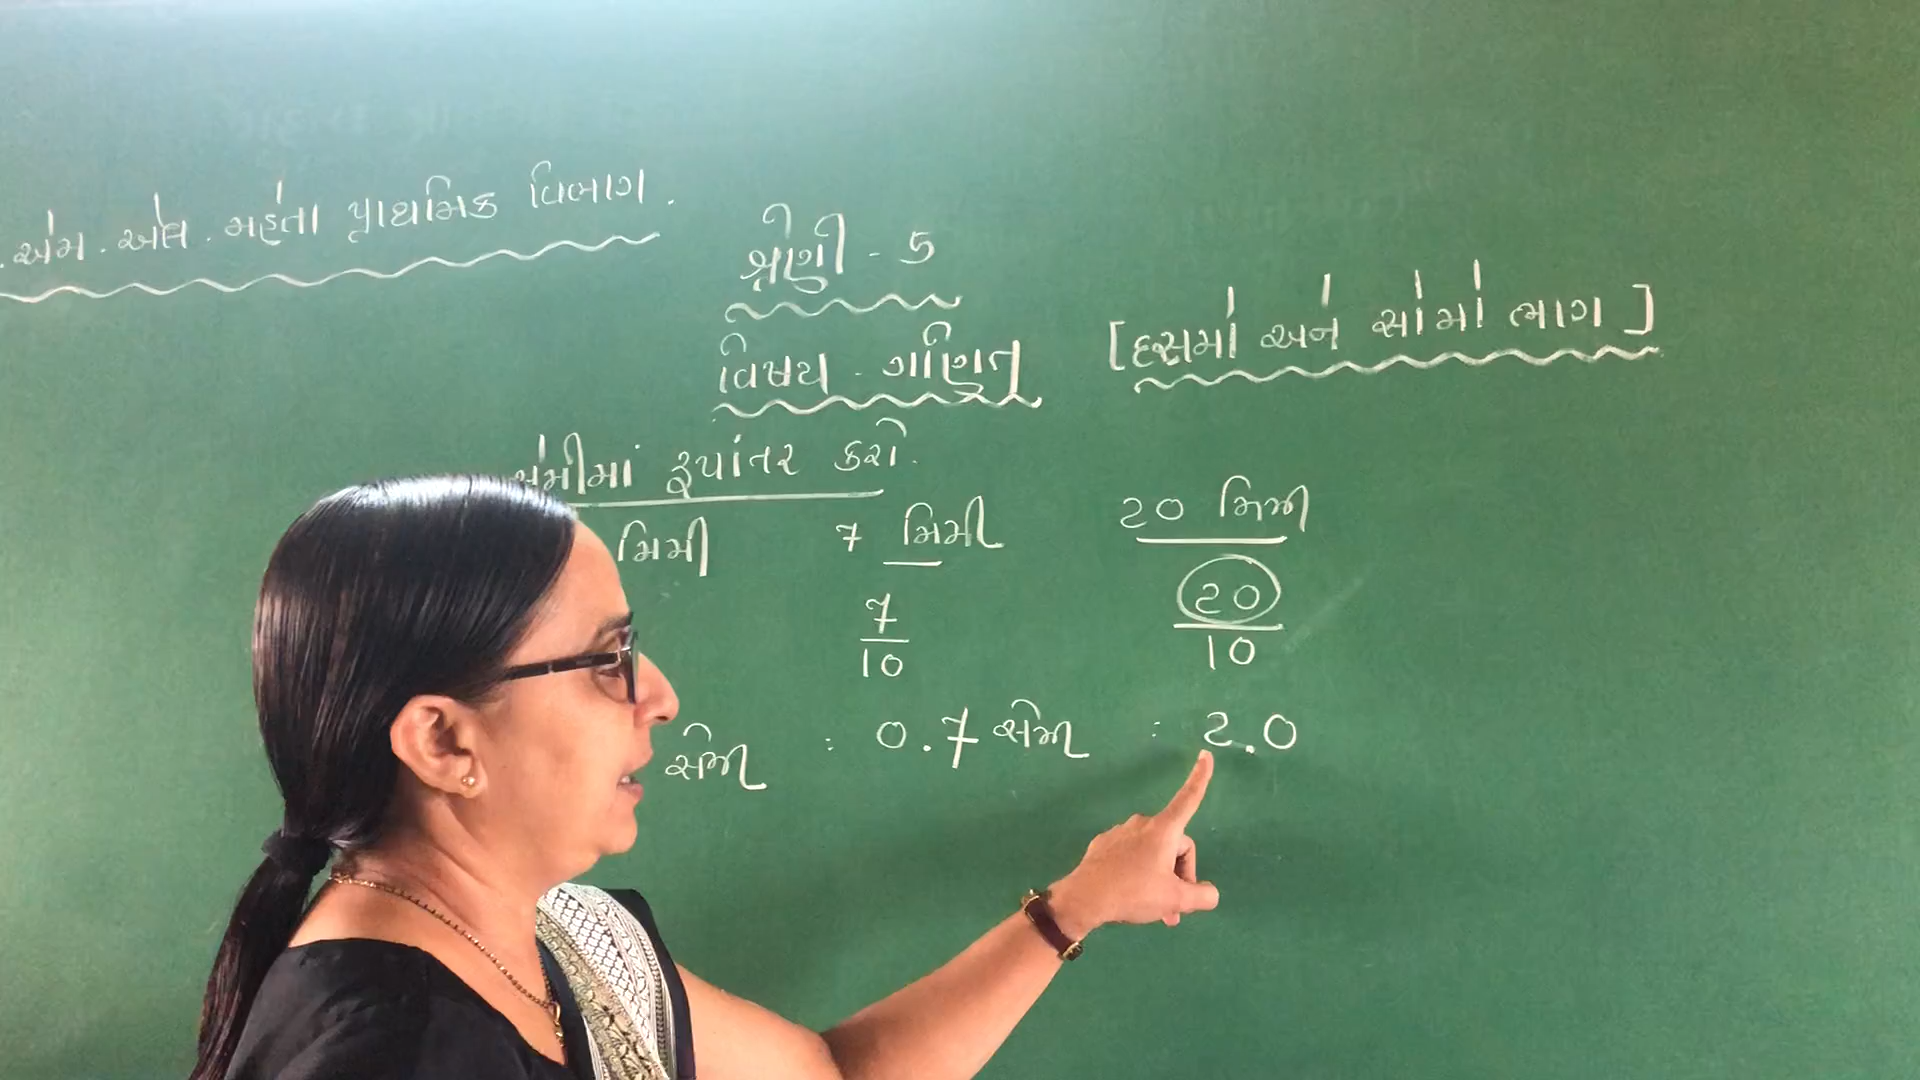 .એમ. એલ. મહેતા પ્રાથમિક વિભાગ.
શ્રેણી - 5
વિષય - ગણિત
[દસમાં અને સોમાં ભાગ]
સેમીમાં રૂપાંતર કરો.
મિમી 7 મિમી 20 મિમી
7/10 20/10
સેમી : 0.7 સેમી : 2.0